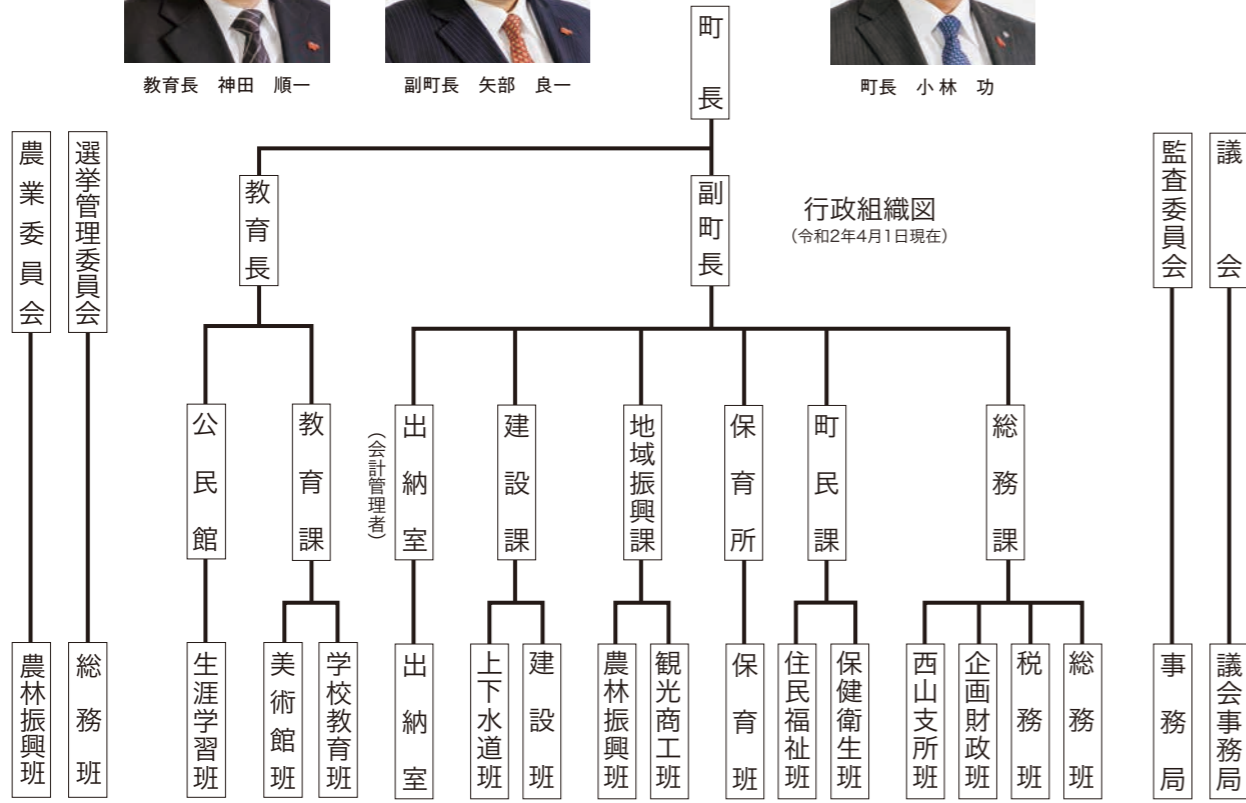 教育長　神田　順一
副町長　矢部　良一
町長　小林　功
町長
行政組織図
（令和2年4月1日現在）
議会
監査委員会
副町長
教育長
選挙管理委員会
農業委員会
総務課
町民課
保育所
地域振興課
建設課
出納室
（会計管理者）
教育課
公民館
議会事務局
事務局
総務班
税務班
企画財政班
西山支所班
保健衛生班
住民福祉班
保育班
観光商工班
農林振興班
建設班
上下水道班
出納室
学校教育班
美術館班
生涯学習班
総務班
農林振興班